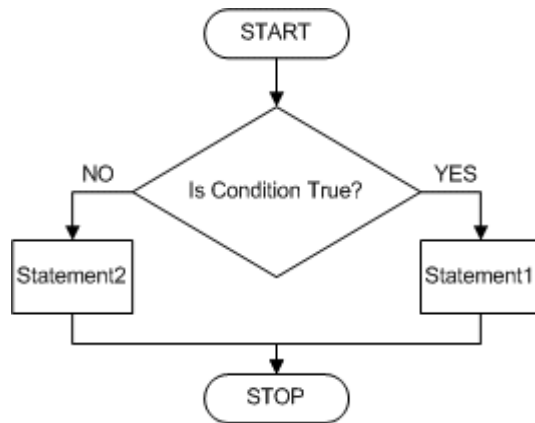 START
Is Condition True?
NO
YES
Statement2
Statement1
STOP